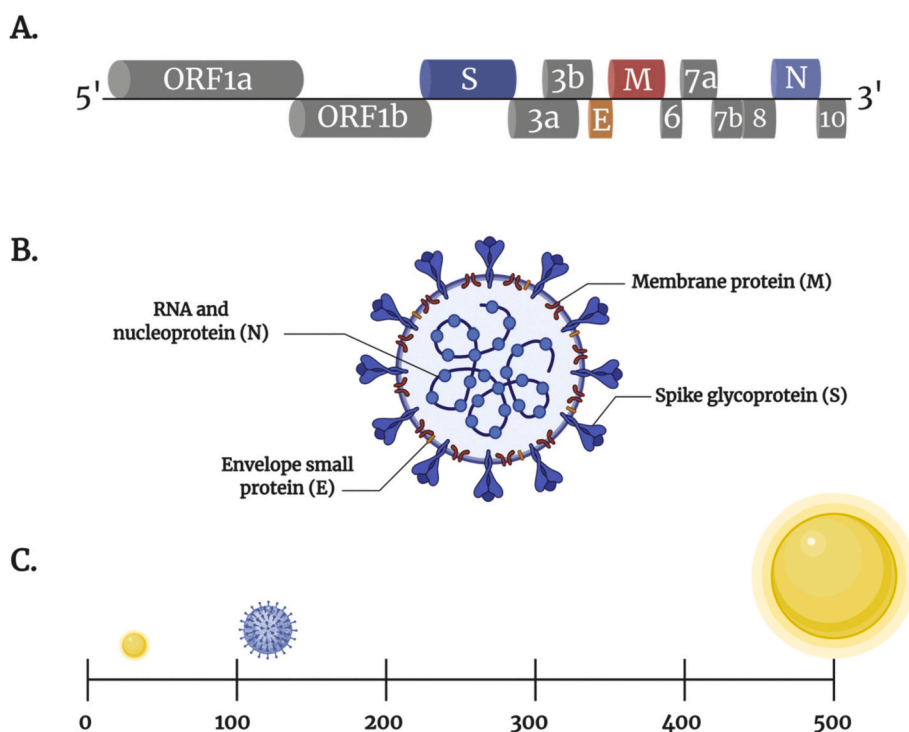 A.
5' ORF1a S 3b M 7a N 3'
ORF1b 3a E 6 7b 8 10
B.
RNA and
nucleoprotein (N)
Membrane protein (M)
Spike glycoprotein (S)
Envelope small
protein (E)
C.
0 100 200 300 400 500